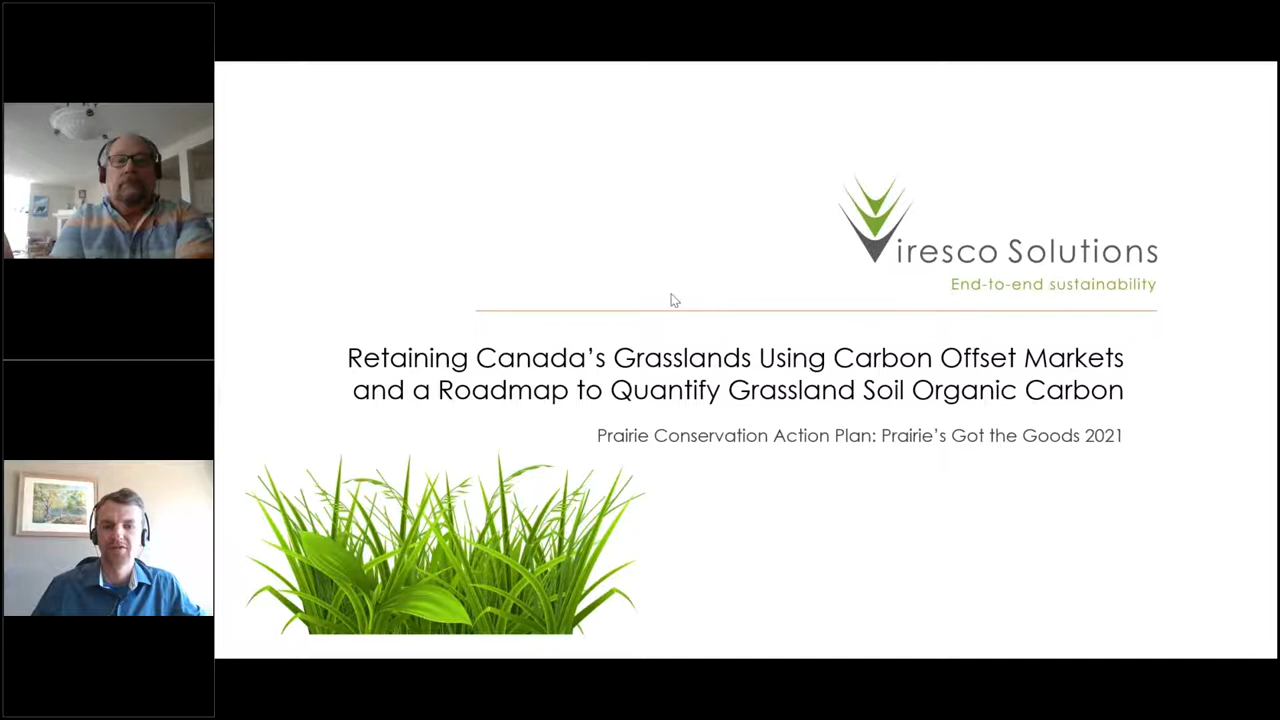 Viresco Solutions
End-to-end sustainability
Retaining Canada's Grasslands Using Carbon Offset Markets
and a Roadmap to Quantify Grassland Soil Organic Carbon
Prairie Conservation Action Plan: Prairie's Got the Goods 2021